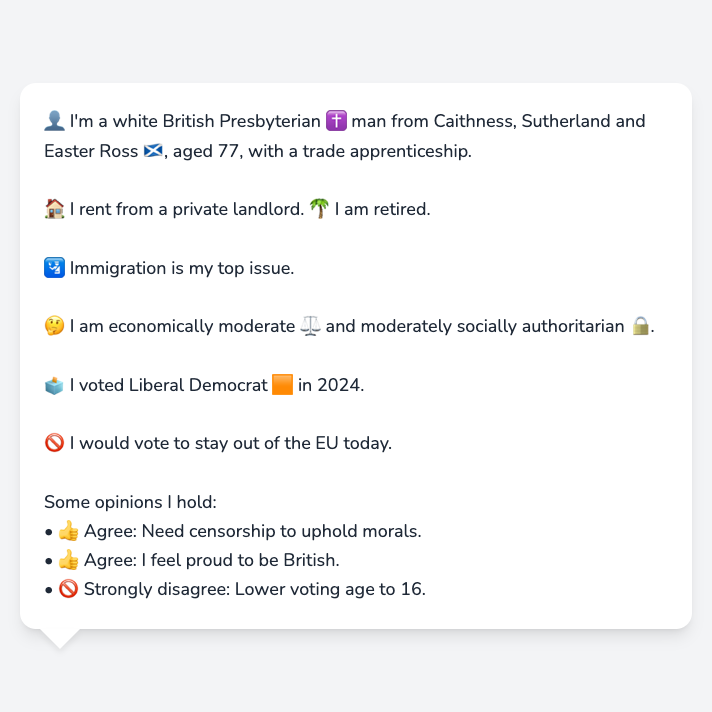 👤 I'm a white British Presbyterian ✝️ man from Caithness, Sutherland and
Easter Ross 🏴󠁧󠁢󠁳󠁣󠁴󠁿, aged 77, with a trade apprenticeship.
🏠 I rent from a private landlord. 🌴 I am retired.
🛂 Immigration is my top issue.
🤔 I am economically moderate ⚖️ and moderately socially authoritarian 🔒.
🗳️ I voted Liberal Democrat 🟧 in 2024.
🚫 I would vote to stay out of the EU today.
Some opinions I hold:
• 👍 Agree: Need censorship to uphold morals.
• 👍 Agree: I feel proud to be British.
• 🚫 Strongly disagree: Lower voting age to 16.